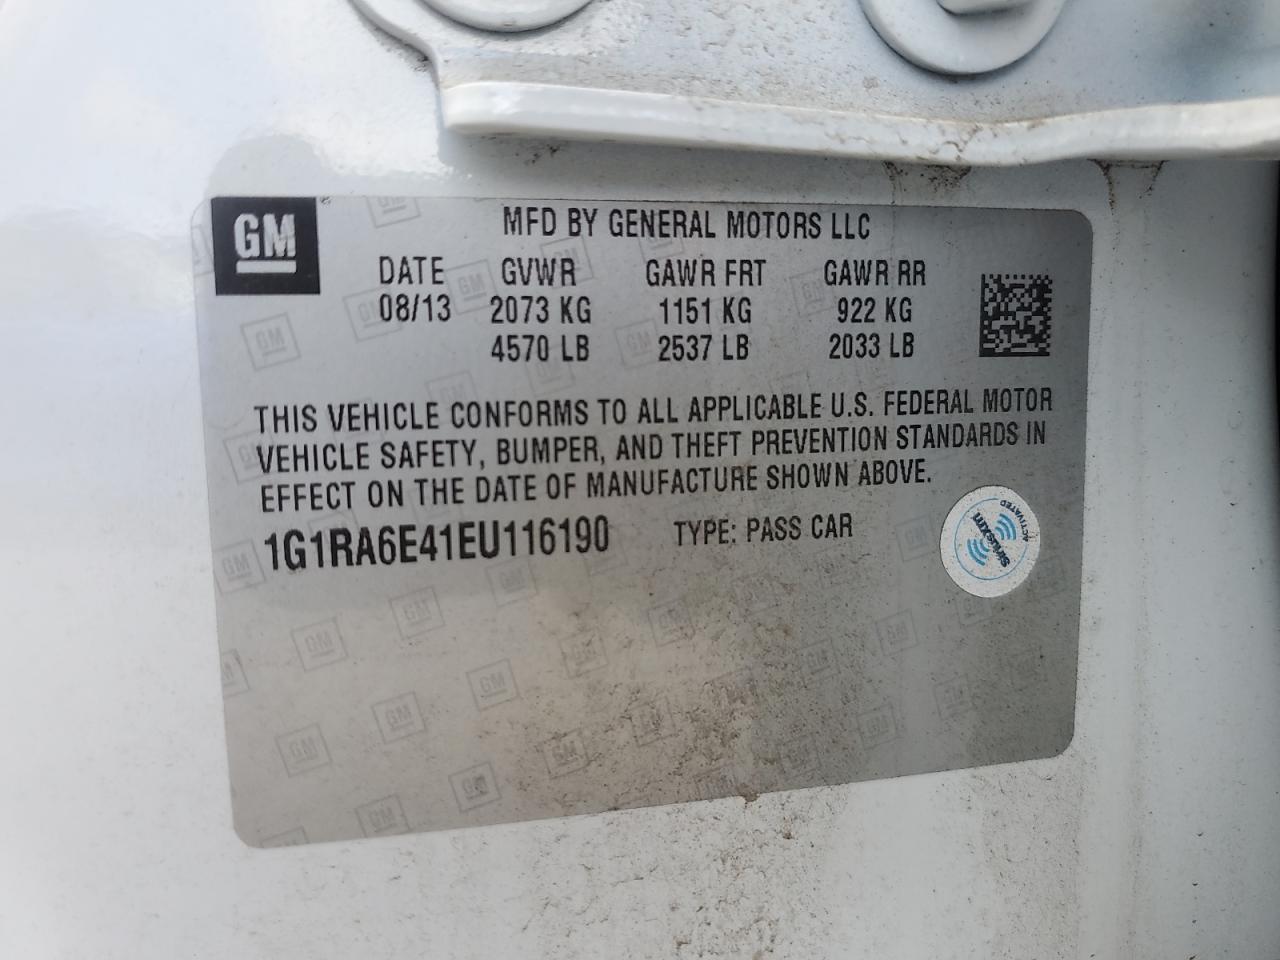 GM
MFD BY GENERAL MOTORS LLC
DATE GVWR GAWR FRT GAWR RR
08/13 2073 KG 1151 KG 922 KG
4570 LB 2537 LB 2033 LB
THIS VEHICLE CONFORMS TO ALL APPLICABLE U.S. FEDERAL MOTOR
VEHICLE SAFETY, BUMPER, AND THEFT PREVENTION STANDARDS IN
EFFECT ON THE DATE OF MANUFACTURE SHOWN ABOVE.
1G1RA6E41EU116190 TYPE: PASS CAR
siriusxm
ACTIVATED